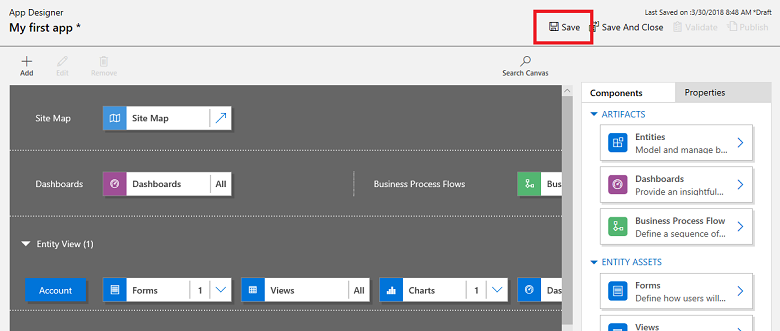 App Designer
Last Saved on :3/30/2018 8:48 AM *Draft
My first app *
Save
Save And Close
Validate
Publish
Add
Edit
Remove
Search Canvas
Components
Properties
Site Map
Site Map
ARTIFACTS
Entities
Model and manage b...
Dashboards
Dashboards
All
Business Process Flows
Bus
Dashboards
Provide an insightful...
Business Process Flow
Define a sequence of...
Entity View (1)
ENTITY ASSETS
Account
Forms
1
Views
All
Charts
1
Das
Forms
Define how users will...
Views